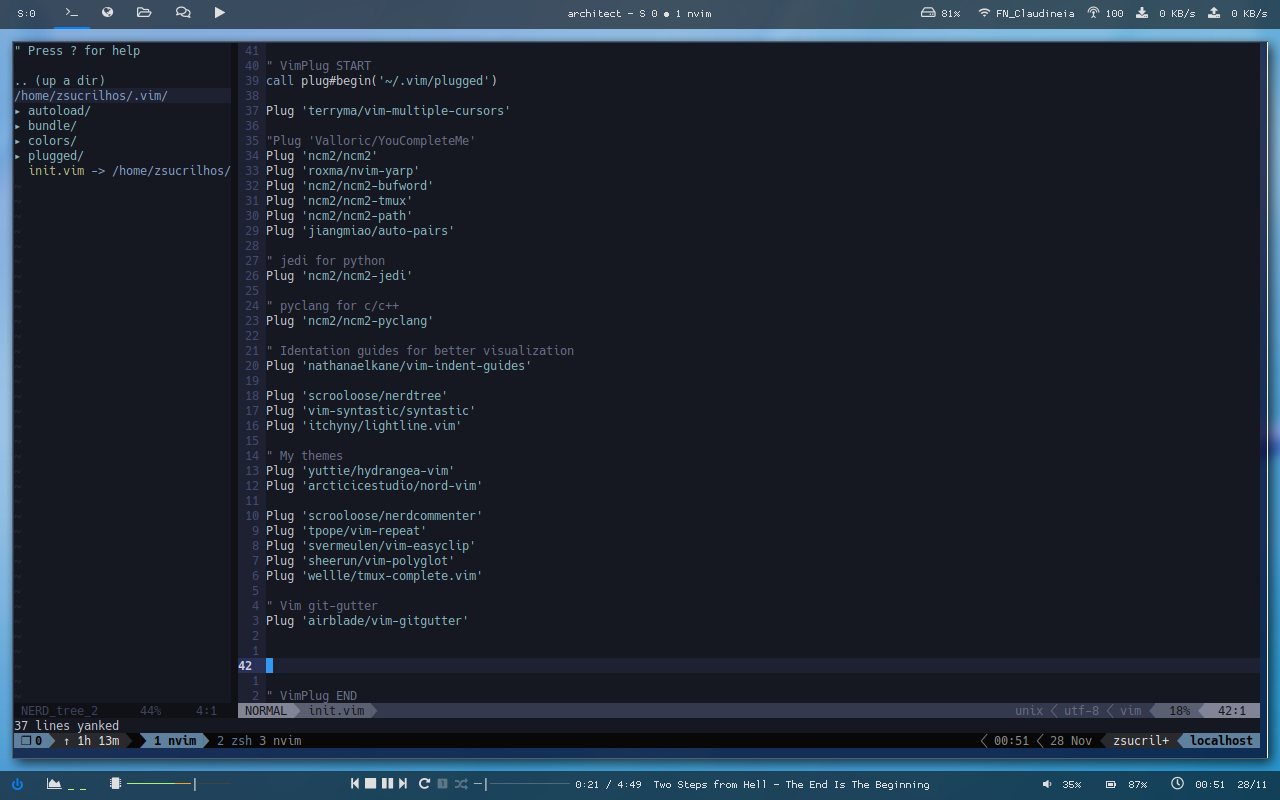 S:0 >_ architect - S 0 ● 1 nvim 81% FN_Claudineia 100 0 KB/s 0 KB/s
" Press ? for help
.. (up a dir)
/home/zsucrilhos/.vim/
▸ autoload/
▸ bundle/
▸ colors/
▸ plugged/
init.vim -> /home/zsucrilhos/
41
40 " VimPlug START
39 call plug#begin('~/.vim/plugged')
38
37 Plug 'terryma/vim-multiple-cursors'
36
35 "Plug 'Valloric/YouCompleteMe'
34 Plug 'ncm2/ncm2'
33 Plug 'roxma/nvim-yarp'
32 Plug 'ncm2/ncm2-bufword'
31 Plug 'ncm2/ncm2-tmux'
30 Plug 'ncm2/ncm2-path'
29 Plug 'jiangmiao/auto-pairs'
28
27 " jedi for python
26 Plug 'ncm2/ncm2-jedi'
25
24 " pyclang for c/c++
23 Plug 'ncm2/ncm2-pyclang'
22
21 " Identation guides for better visualization
20 Plug 'nathanaelkane/vim-indent-guides'
19
18 Plug 'scrooloose/nerdtree'
17 Plug 'vim-syntastic/syntastic'
16 Plug 'itchyny/lightline.vim'
15
14 " My themes
13 Plug 'yuttie/hydrangea-vim'
12 Plug 'arcticicestudio/nord-vim'
11
10 Plug 'scrooloose/nerdcommenter'
9 Plug 'tpope/vim-repeat'
8 Plug 'svermeulen/vim-easyclip'
7 Plug 'sheerun/vim-polyglot'
6 Plug 'wellle/tmux-complete.vim'
5
4 " Vim git-gutter
3 Plug 'airblade/vim-gitgutter'
2
1
42
1
2 " VimPlug END
NERD_tree_2 44% 4:1 NORMAL init.vim unix utf-8 vim 18% 42:1
37 lines yanked
❐ 0 ↑ 1h 13m 1 nvim 2 zsh 3 nvim 00:51 28 Nov zsucril+ localhost
_ _ 1 0:21 / 4:49 Two Steps from Hell - The End Is The Beginning 35% 87% 00:51 28/11